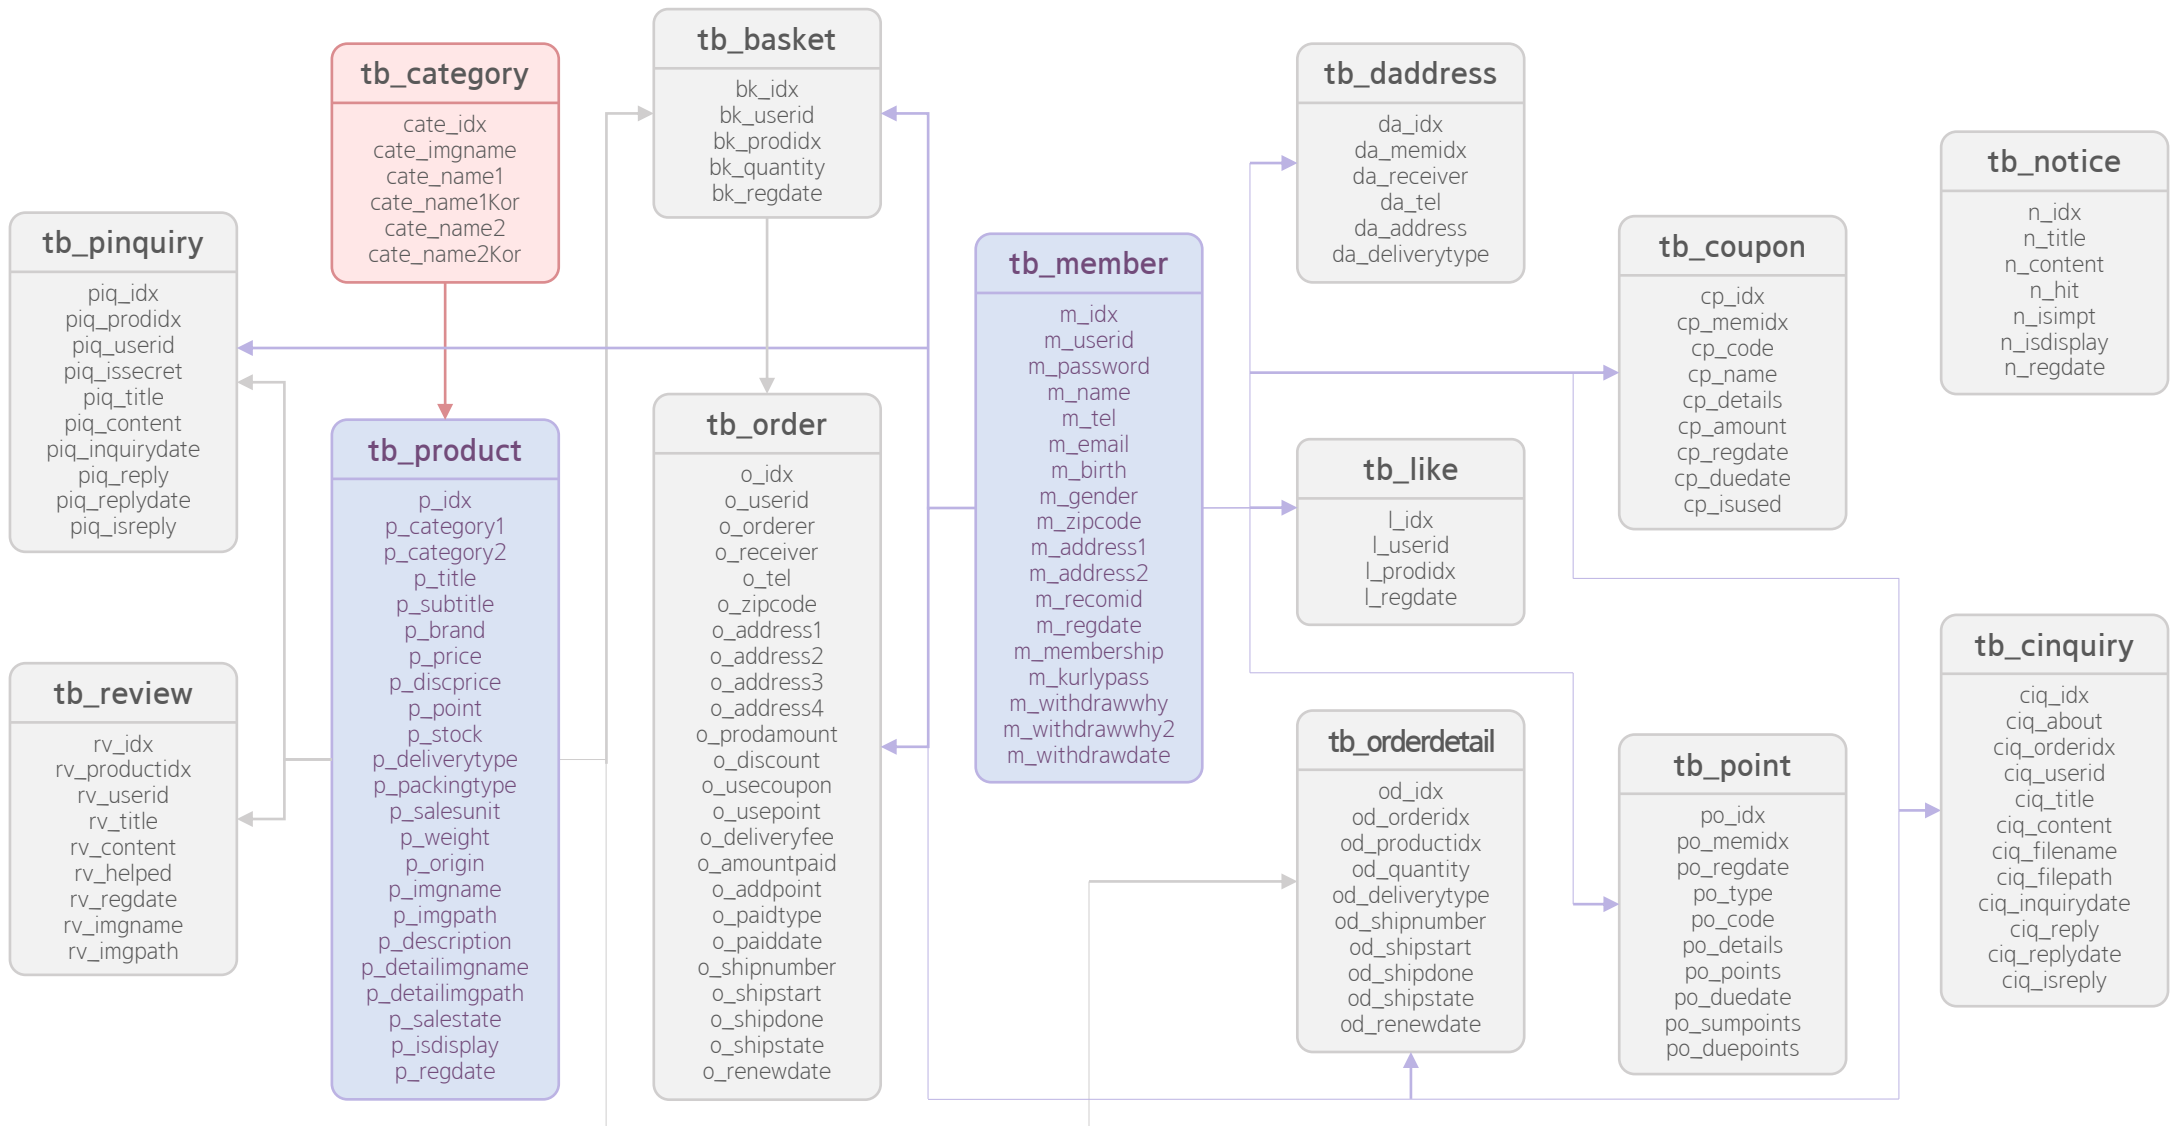 tb_basket
bk_idx
bk_userid
bk_prodidx
bk_quantity
bk_regdate
tb_category
cate_idx
cate_imgname
cate_name1
cate_name1Kor
cate_name2
cate_name2Kor
tb_daddress
da_idx
da_memidx
da_receiver
da_tel
da_address
da_deliverytype
tb_notice
n_idx
n_title
n_content
n_hit
n_isimpt
n_isdisplay
n_regdate
tb_pinquiry
piq_idx
piq_prodidx
piq_userid
piq_issecret
piq_title
piq_content
piq_inquirydate
piq_reply
piq_replydate
piq_isreply
tb_coupon
cp_idx
cp_memidx
cp_code
cp_name
cp_details
cp_amount
cp_regdate
cp_duedate
cp_isused
tb_member
m_idx
m_userid
m_password
m_name
m_tel
m_email
m_birth
m_gender
m_zipcode
m_address1
m_address2
m_recomid
m_regdate
m_membership
m_kurlypass
m_withdrawwhy
m_withdrawwhy2
m_withdrawdate
tb_order
o_idx
o_userid
o_orderer
o_receiver
o_tel
o_zipcode
o_address1
o_address2
o_address3
o_address4
o_prodamount
o_discount
o_usecoupon
o_usepoint
o_deliveryfee
o_amountpaid
o_addpoint
o_paidtype
o_paiddate
o_shipnumber
o_shipstart
o_shipdone
o_shipstate
o_renewdate
tb_product
p_idx
p_category1
p_category2
p_title
p_subtitle
p_brand
p_price
p_discprice
p_point
p_stock
p_deliverytype
p_packingtype
p_salesunit
p_weight
p_origin
p_imgname
p_imgpath
p_description
p_detailimgname
p_detailimgpath
p_salestate
p_isdisplay
p_regdate
tb_like
l_idx
l_userid
l_prodidx
l_regdate
tb_cinquiry
ciq_idx
ciq_about
ciq_orderidx
ciq_userid
ciq_title
ciq_content
ciq_filename
ciq_filepath
ciq_inquirydate
ciq_reply
ciq_replydate
ciq_isreply
tb_review
rv_idx
rv_productidx
rv_userid
rv_title
rv_content
rv_helped
rv_regdate
rv_imgname
rv_imgpath
tb_orderdetail
od_idx
od_orderidx
od_productidx
od_quantity
od_deliverytype
od_shipnumber
od_shipstart
od_shipdone
od_shipstate
od_renewdate
tb_point
po_idx
po_memidx
po_regdate
po_type
po_code
po_details
po_points
po_duedate
po_sumpoints
po_duepoints